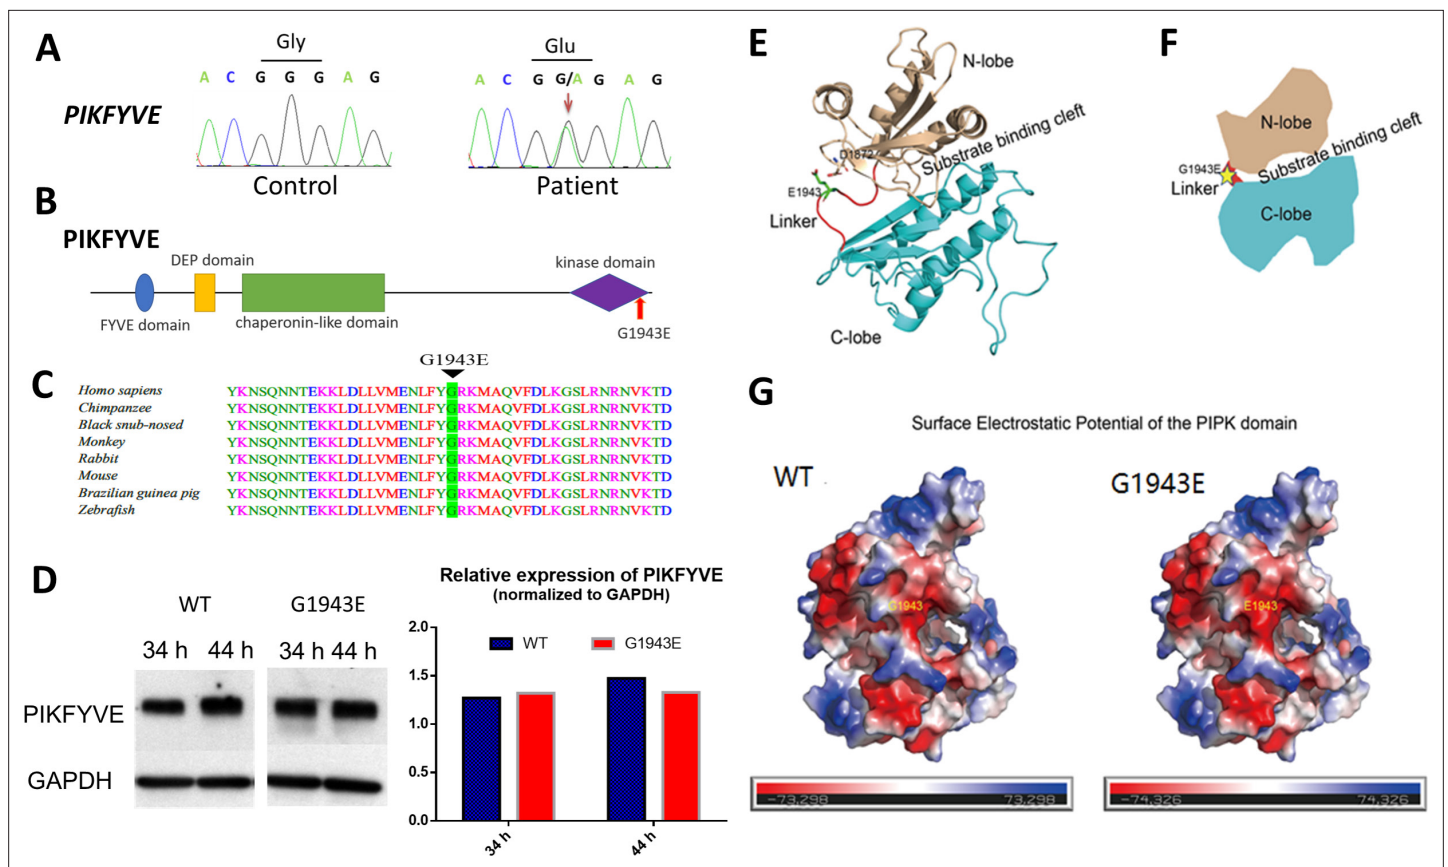 A
Gly
Glu
A C G G G A G
A C G G/A G A G
PIKFYVE
Control
Patient
B
PIKFYVE
DEP domain
kinase domain
FYVE domain
chaperonin-like domain
G1943E
C
G1943E
Homo sapiens YKNSQNNTEKKLDLLVMENLFYGRKMAQVFDLKGSLRNRNVKTD
Chimpanzee YKNSQNNTEKKLDLLVMENLFYGRKMAQVFDLKGSLRNRNVKTD
Black snub-nosed YKNSQNNTEKKLDLLVMENLFYGRKMAQVFDLKGSLRNRNVKTD
Monkey YKNSQNNTEKKLDLLVMENLFYGRKMAQVFDLKGSLRNRNVKTD
Rabbit YKNSQNNTEKKLDLLVMENLFYGRKMAQVFDLKGSLRNRNVKTD
Mouse YKNSQNNTEKKLDLLVMENLFYGRKMAQVFDLKGSLRNRNVKTD
Brazilian guinea pig YKNSQNNTEKKLDLLVMENLFYGRKMAQVFDLKGSLRNRNVKTD
Zebrafish YKNSQNNTEKKLDLLVMENLFYGRKMAQVFDLKGSLRNRNVKTD
D
WT
G1943E
34 h 44 h
34 h 44 h
PIKFYVE
GAPDH
Relative expression of PIKFYVE
(normalized to GAPDH)
2.0
1.5
1.0
0.5
0.0
WT
G1943E
34 h
44 h
E
N-lobe
D1872
Substrate binding cleft
E1943
Linker
C-lobe
F
N-lobe
Substrate binding cleft
G1943E
Linker
C-lobe
G
Surface Electrostatic Potential of the PIPK domain
WT
G1943E
G1943
E1943
-73.298 73.298
-74.326 74.326